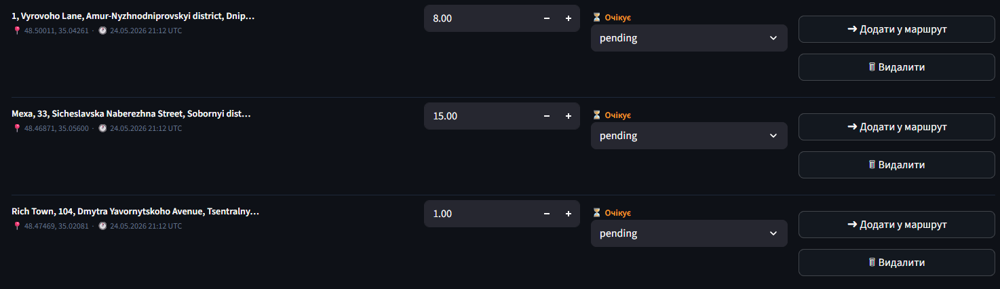 1, Vyrovoho Lane, Amur-Nyzhnodniprovskyi district, Dnip...
48.50011, 35.04261 · 24.05.2026 21:12 UTC
8.00
Очікує
pending
➜ Додати у маршрут
Видалити
Mexa, 33, Sicheslavska Naberezhna Street, Sobornyi dist...
48.46871, 35.05600 · 24.05.2026 21:12 UTC
15.00
Очікує
pending
➜ Додати у маршрут
Видалити
Rich Town, 104, Dmytra Yavornytskoho Avenue, Tsentralny...
48.47469, 35.02081 · 24.05.2026 21:12 UTC
1.00
Очікує
pending
➜ Додати у маршрут
Видалити